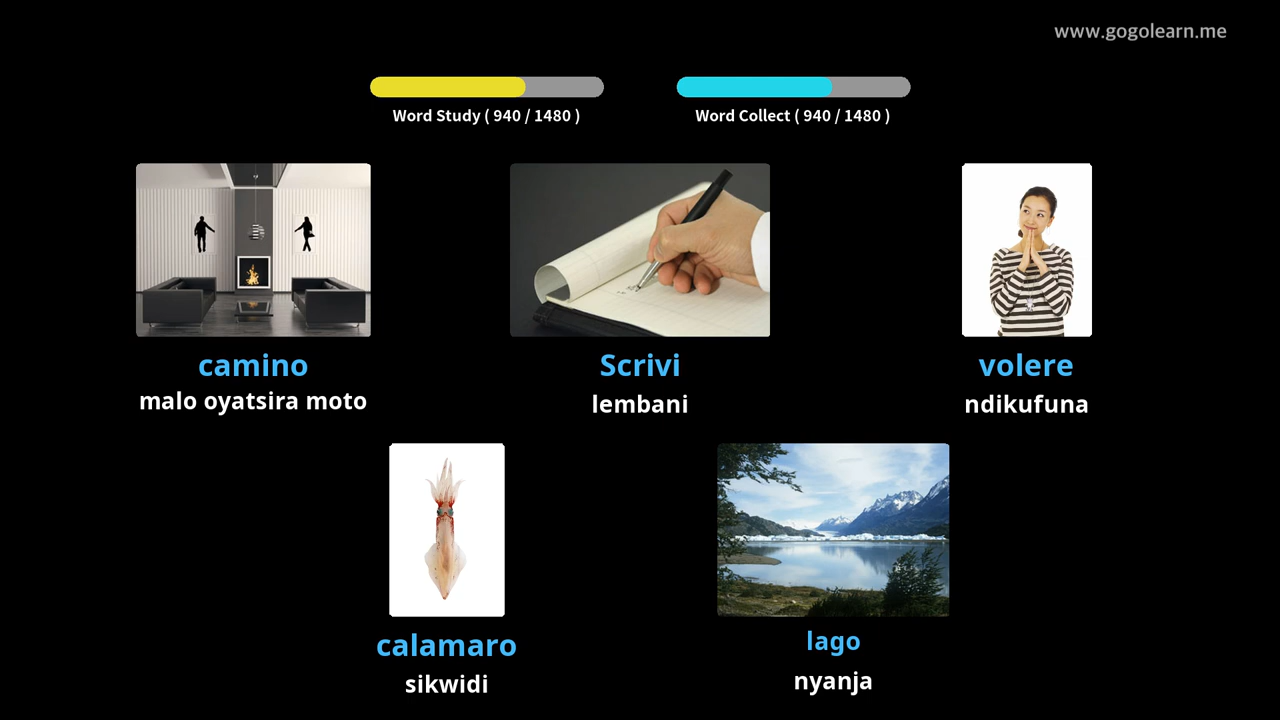 www.gogolearn.me
Word Study ( 940 / 1480 )
Word Collect ( 940 / 1480 )
camino
malo oyatsira moto
Scrivi
lembani
volere
ndikufuna
calamaro
sikwidi
lago
nyanja